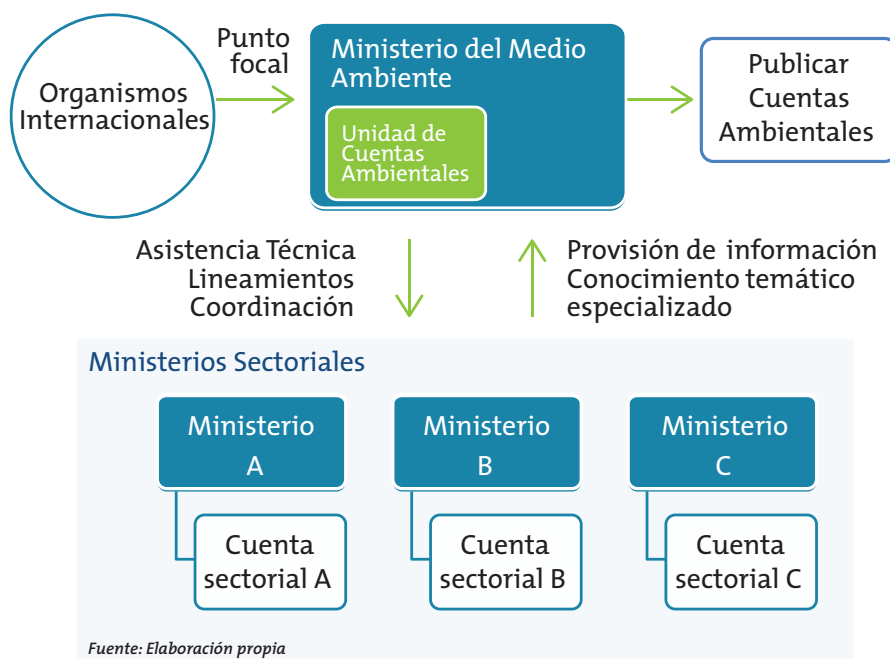 Punto
focal
Organismos
Internacionales
Ministerio del Medio
Ambiente
Unidad de
Cuentas
Ambientales
Publicar
Cuentas
Ambientales
Asistencia Técnica
Lineamientos
Coordinación
Provisión de información
Conocimiento temático
especializado
Ministerios Sectoriales
Ministerio
A
Ministerio
B
Ministerio
C
Cuenta
sectorial A
Cuenta
sectorial B
Cuenta
sectorial C
Fuente: Elaboración propia